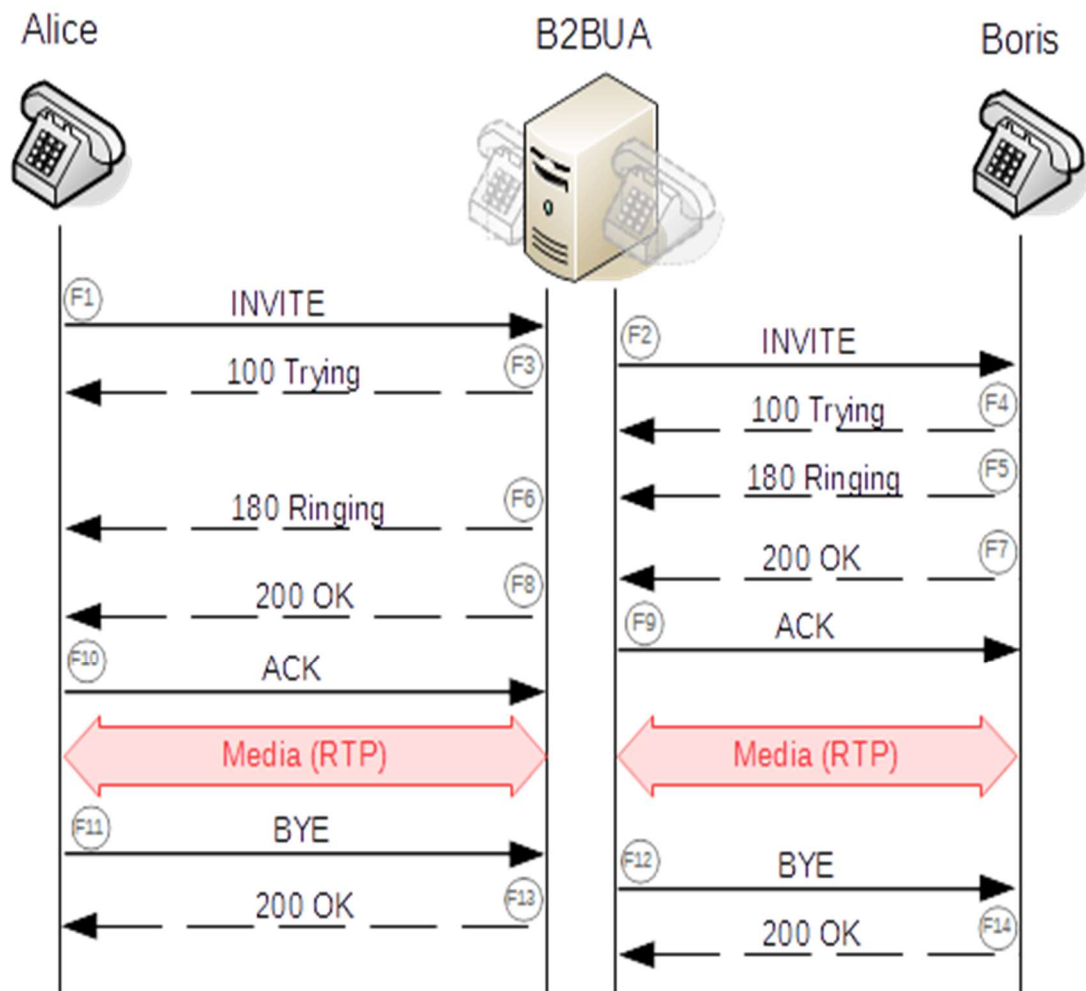 Alice
B2BUA
Boris
F1
INVITE
F2
INVITE
100 Trying
F3
100 Trying
F4
180 Ringing
F5
180 Ringing
F6
200 OK
F7
200 OK
F8
F9
ACK
F10
ACK
Media (RTP)
Media (RTP)
F11
BYE
F12
BYE
200 OK
F13
200 OK
F14